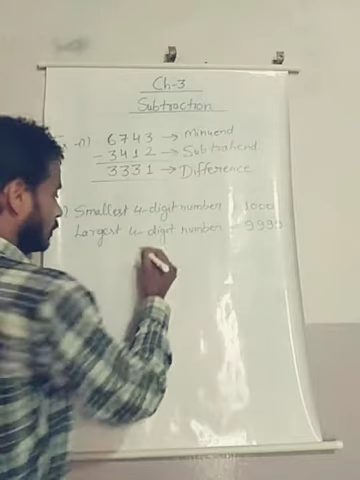 Ch-3
Subtraction
6743 → Minuend
- 3412 → Subtrahend
3331 → Difference
) Smallest 4-digit number = 1000
Largest 4-digit number = 9999